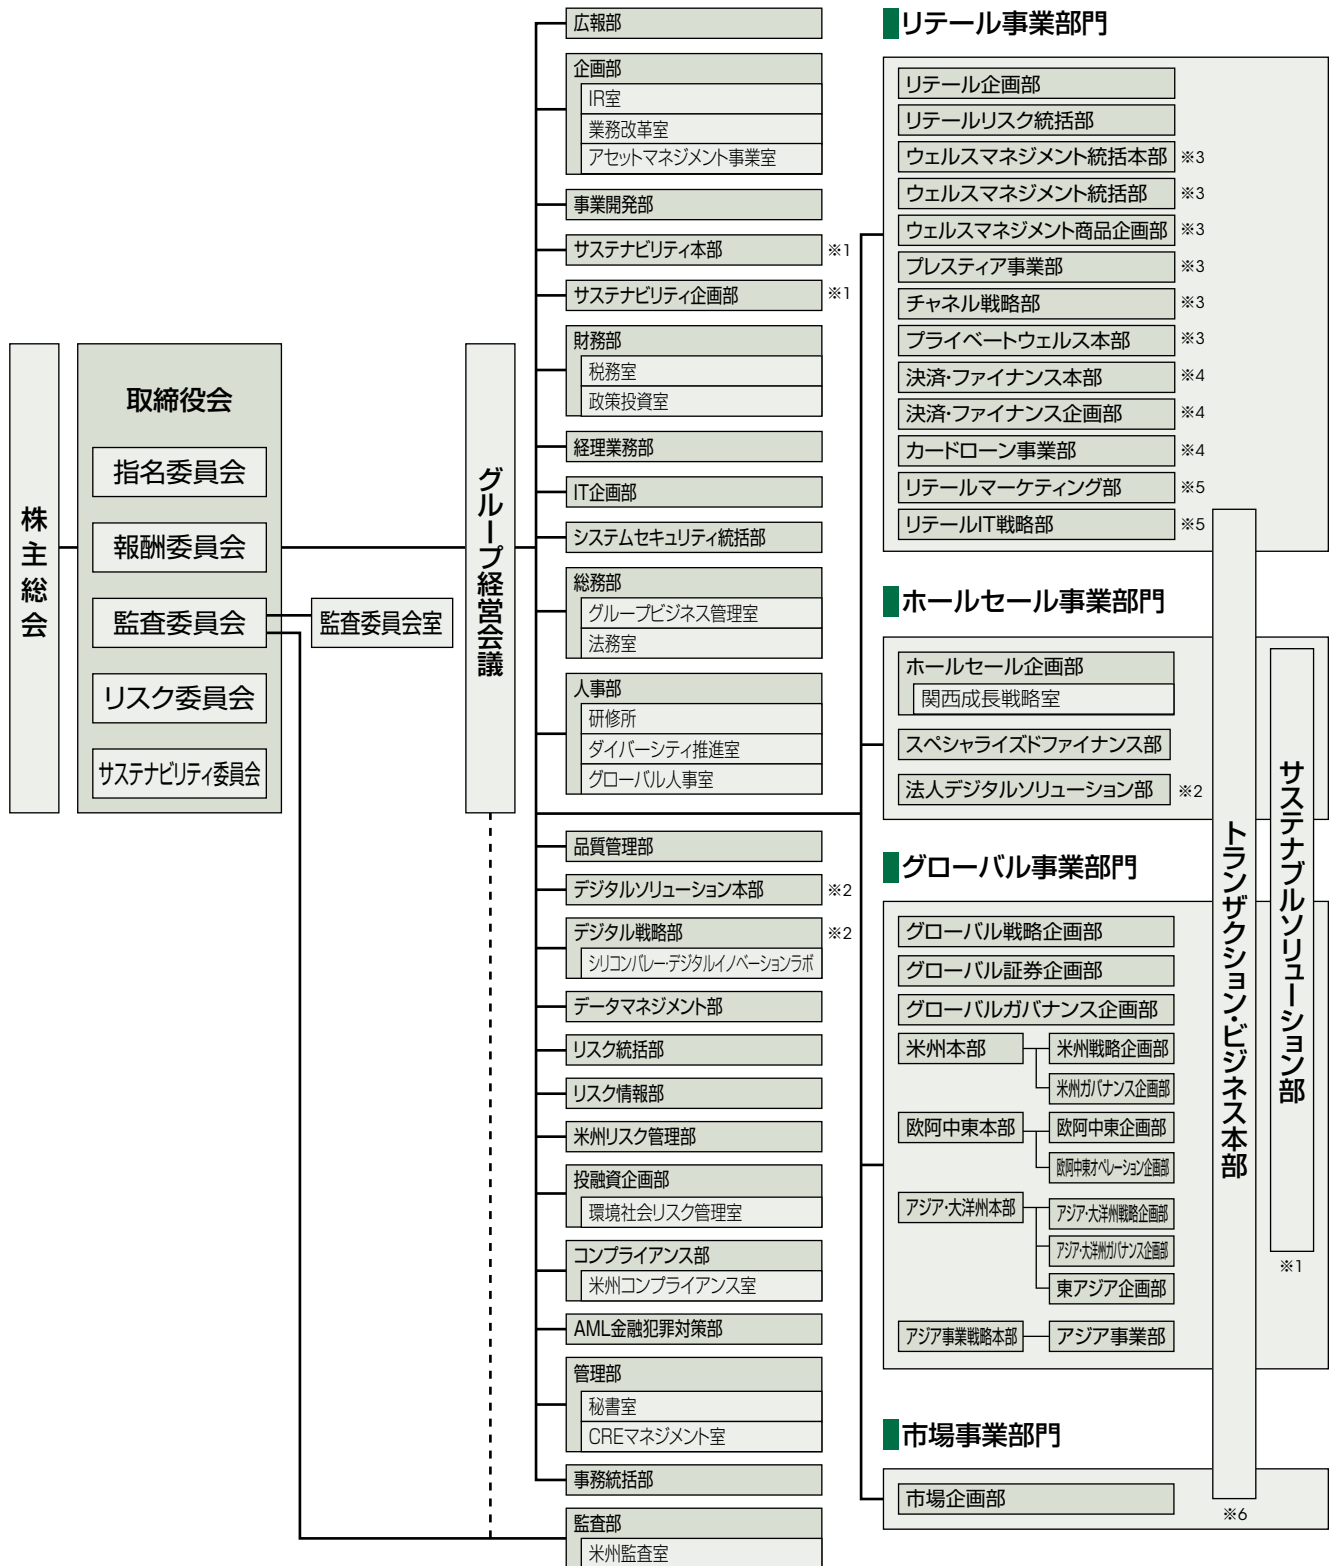 株主総会
取締役会
指名委員会
報酬委員会
監査委員会
リスク委員会
サステナビリティ委員会
監査委員会室
グループ経営会議
広報部
企画部
IR室
業務改革室
アセットマネジメント事業室
事業開発部
サステナビリティ本部 ※1
サステナビリティ企画部 ※1
財務部
税務室
政策投資室
経理業務部
IT企画部
システムセキュリティ統括部
総務部
グループビジネス管理室
法務室
人事部
研修所
ダイバーシティ推進室
グローバル人事室
品質管理部
デジタルソリューション本部 ※2
デジタル戦略部 ※2
シリコンバレー・デジタルイノベーションラボ
データマネジメント部
リスク統括部
リスク情報部
米州リスク管理部
投融資企画部
環境社会リスク管理室
コンプライアンス部
米州コンプライアンス室
AML金融犯罪対策部
管理部
秘書室
CREマネジメント室
事務統括部
監査部
米州監査室
リテール事業部門
リテール企画部
リテールリスク統括部
ウェルスマネジメント統括本部 ※3
ウェルスマネジメント統括部 ※3
ウェルスマネジメント商品企画部 ※3
プレスティア事業部 ※3
チャネル戦略部 ※3
プライベートウェルス本部 ※3
決済・ファイナンス本部 ※4
決済・ファイナンス企画部 ※4
カードローン事業部 ※4
リテールマーケティング部 ※5
リテールIT戦略部 ※5
ホールセール事業部門
ホールセール企画部
関西成長戦略室
スペシャライズドファイナンス部
法人デジタルソリューション部 ※2
グローバル事業部門
グローバル戦略企画部
グローバル証券企画部
グローバルガバナンス企画部
米州本部
米州戦略企画部
米州ガバナンス企画部
欧阿中東本部
欧阿中東企画部
欧阿中東オペレーション企画部
アジア・大洋州本部
アジア・大洋州戦略企画部
アジア・大洋州ガバナンス企画部
東アジア企画部
アジア事業戦略本部
アジア事業部
市場事業部門
市場企画部
トランザクション・ビジネス本部
※6
サステナブルソリューション部
※1